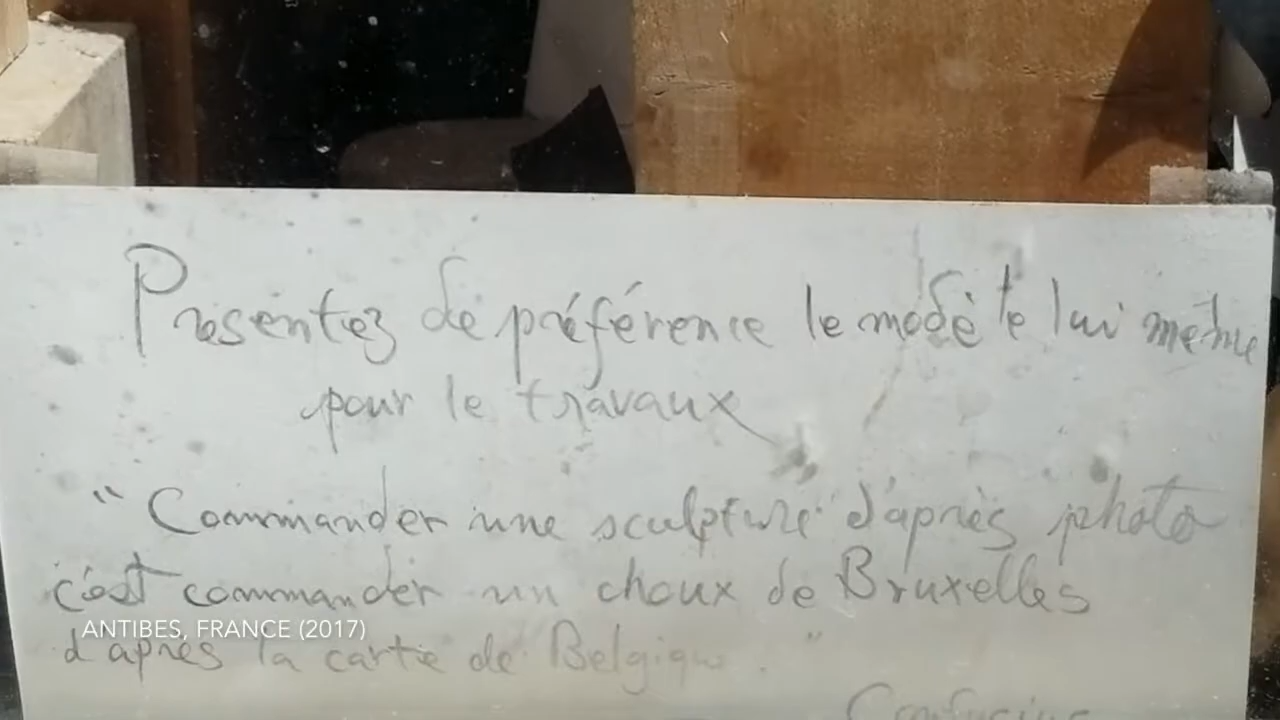 Presentez de préférence le modèle lui même
pour le travaux
"Commander une sculpture d'après photo
c'est commander un choux de Bruxelles
ANTIBES, FRANCE (2017)
d'après la carte de Belgique."
Confucius